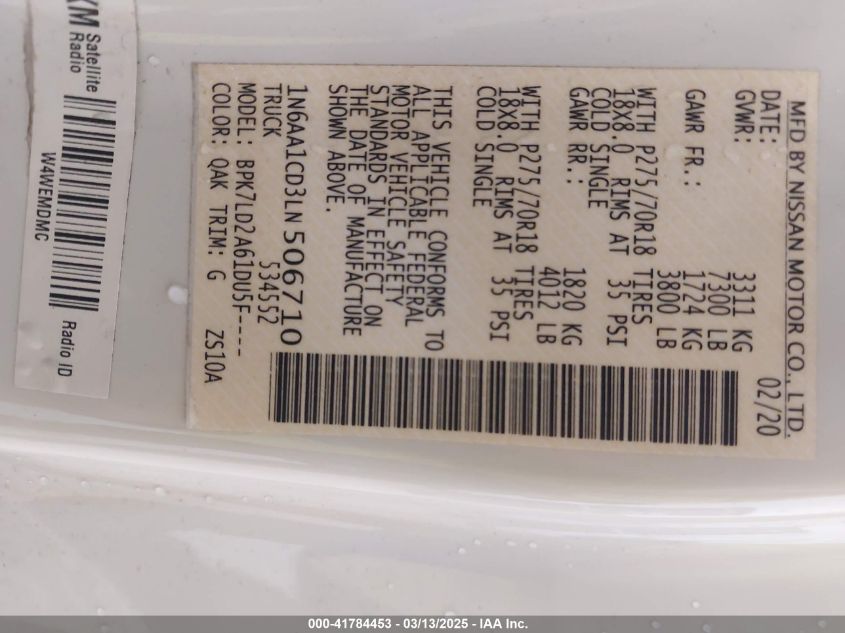 MFD BY NISSAN MOTOR CO., LTD.
DATE: 02/20
GVWR: 3311 KG
7300 LB
GAWR FR.: 1724 KG
3800 LB
WITH P275/70R18 TIRES
18X8.0 RIMS AT 35 PSI
COLD SINGLE
GAWR RR.: 1820 KG
4012 LB
WITH P275/70R18 TIRES
18X8.0 RIMS AT 35 PSI
COLD SINGLE
THIS VEHICLE CONFORMS TO
ALL APPLICABLE FEDERAL
MOTOR VEHICLE SAFETY
STANDARDS IN EFFECT ON
THE DATE OF MANUFACTURE
SHOWN ABOVE.
1N6AA1CD3LN506710
TRUCK 534552
MODEL: BPK7LD2A61DU5F----
COLOR: QAK TRIM: G ZS10A
XM Satellite
Radio
Radio ID
W4WEMDMC
000-41784453 - 03/13/2025 - IAA Inc.